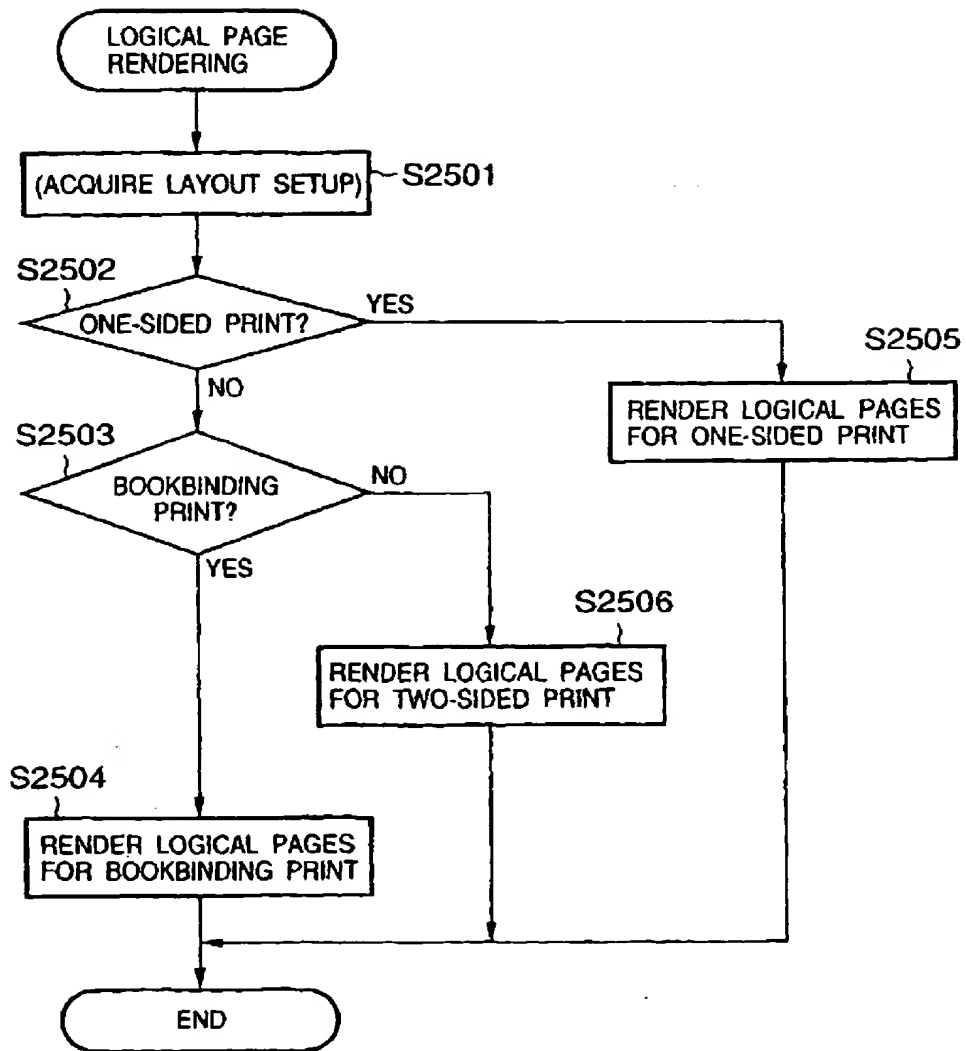 LOGICAL PAGE
RENDERING
(ACQUIRE LAYOUT SETUP)
S2501
S2502
ONE-SIDED PRINT?
YES
NO
S2505
RENDER LOGICAL PAGES
FOR ONE-SIDED PRINT
S2503
BOOKBINDING
PRINT?
NO
YES
S2506
RENDER LOGICAL PAGES
FOR TWO-SIDED PRINT
S2504
RENDER LOGICAL PAGES
FOR BOOKBINDING PRINT
END